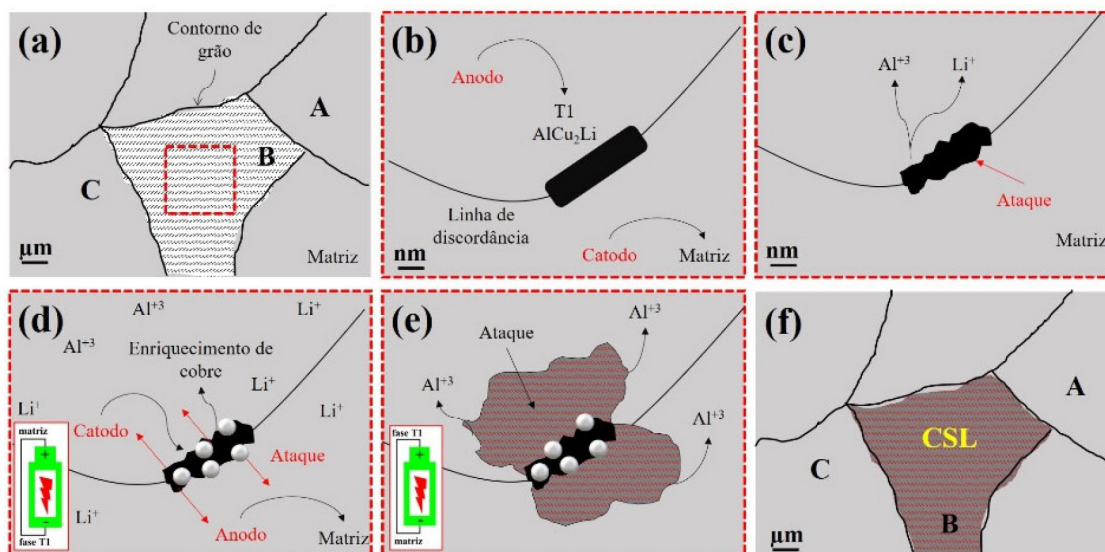 (a)
Contorno de
grão
A
B
C
µm
Matriz
(b)
Anodo
T1
AlCu₂Li
Linha de
discordância
Catodo
Matriz
nm
(c)
Al⁺³
Li⁺
Ataque
Matriz
nm
(d)
Al⁺³
Li⁺
Al⁺³
Enriquecimento de
cobre
Li⁺
Li⁺
Li⁺
Catodo
Ataque
matriz
+
-
fase T1
Li⁺
Anodo
Matriz
(e)
Ataque
Al⁺³
Al⁺³
Al⁺³
fase T1
+
-
matriz
(f)
A
CSL
C
B
µm